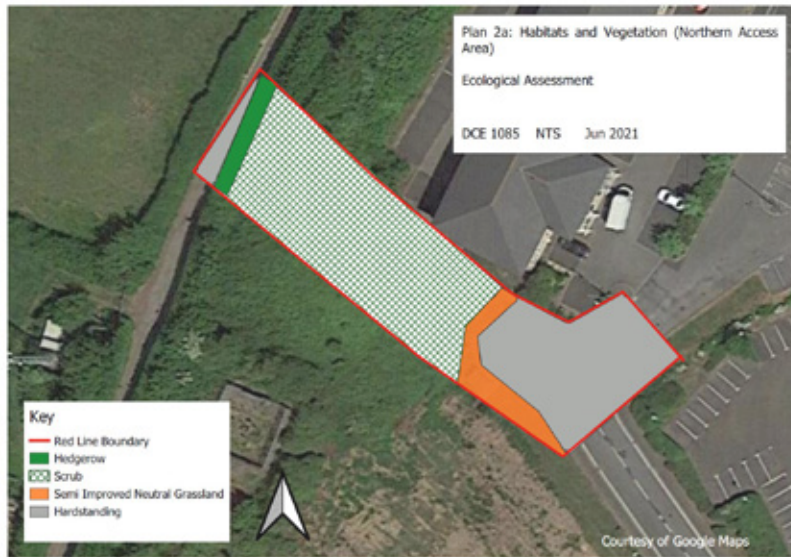 Plan 2a: Habitats and Vegetation (Northern Access
Area)
Ecological Assessment
DCE 1085 NTS Jun 2021
Key
Red Line Boundary
Hedgerow
Scrub
Semi Improved Neutral Grassland
Hardstanding
Courtesy of Google Maps